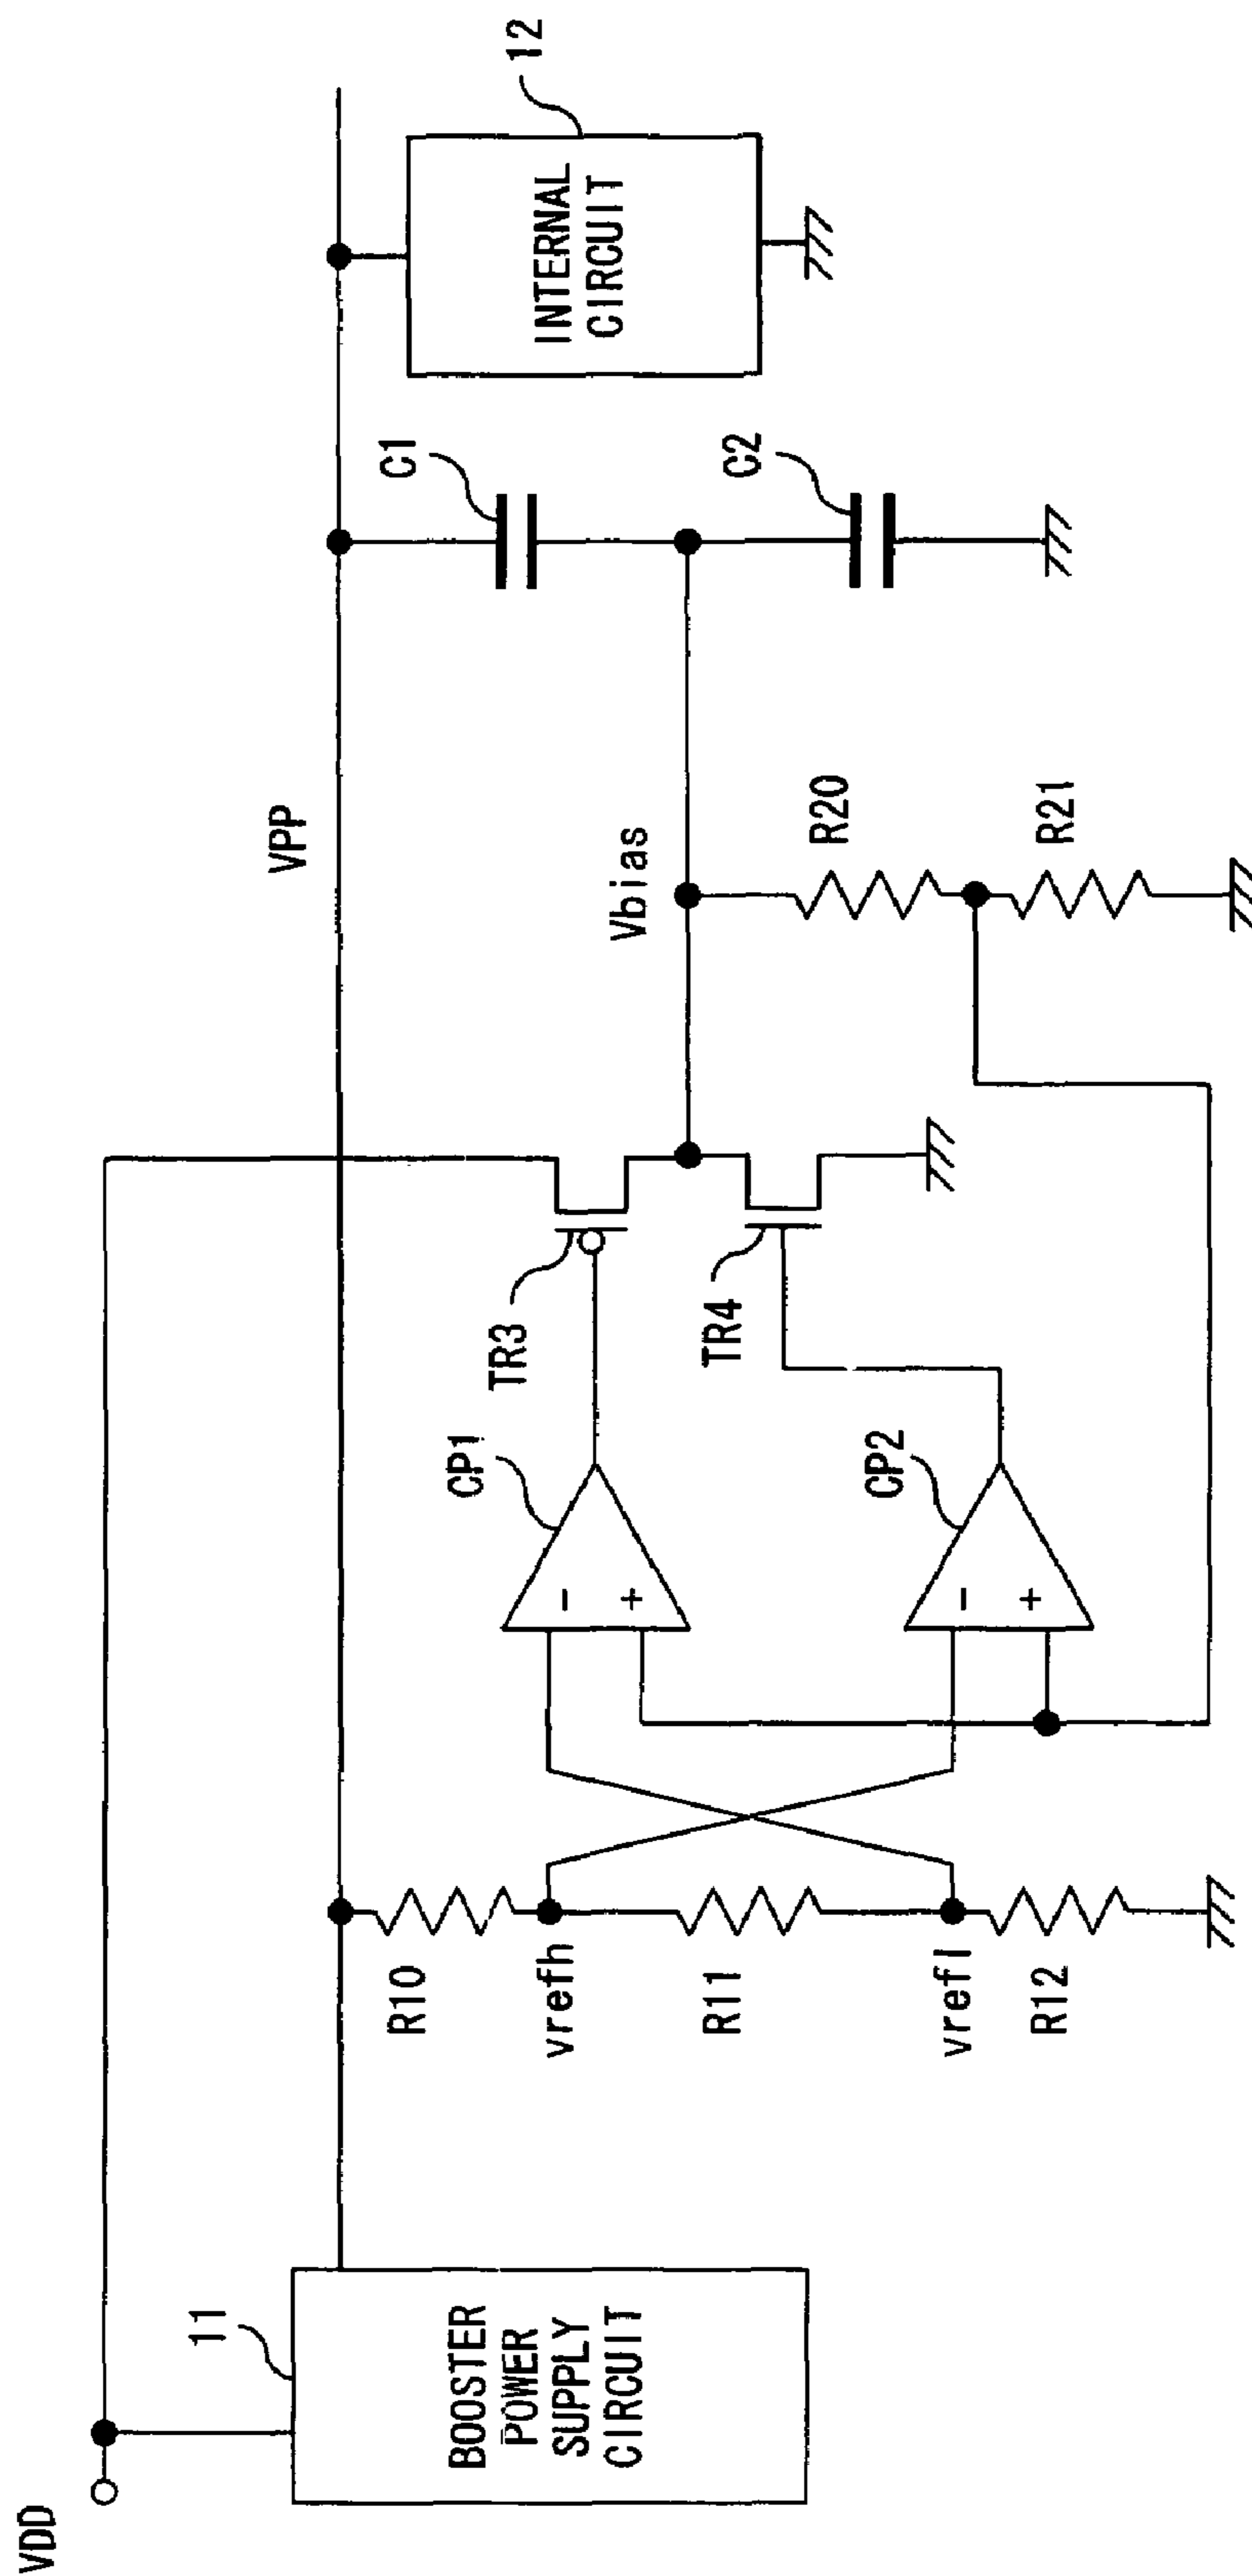 VDD
11
BOOSTER
POWER
SUPPLY
CIRCUIT
VPP
R10
vrefh
R11
vrefl
R12
CP1
-
+
CP2
-
+
TR3
TR4
Vbias
R20
R21
C1
C2
12
INTERNAL
CIRCUIT